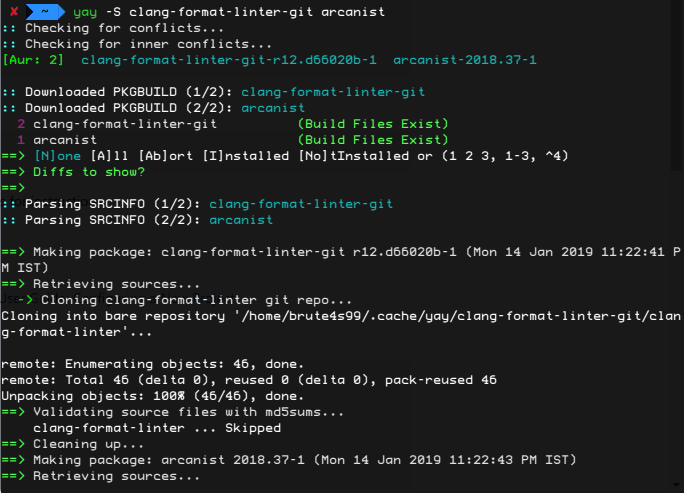 ✘ ~ yay -S clang-format-linter-git arcanist
:: Checking for conflicts...
:: Checking for inner conflicts...
[Aur: 2]  clang-format-linter-git-r12.d66020b-1  arcanist-2018.37-1
:: Downloaded PKGBUILD (1/2): clang-format-linter-git
:: Downloaded PKGBUILD (2/2): arcanist
2 clang-format-linter-git (Build Files Exist)
1 arcanist (Build Files Exist)
==> [N]one [A]ll [Ab]ort [I]nstalled [No]tInstalled or (1 2 3, 1-3, ^4)
==> Diffs to show?
==>
:: Parsing SRCINFO (1/2): clang-format-linter-git
:: Parsing SRCINFO (2/2): arcanist
==> Making package: clang-format-linter-git r12.d66020b-1 (Mon 14 Jan 2019 11:22:41 P
M IST)
==> Retrieving sources...
-> Cloning clang-format-linter git repo...
Cloning into bare repository '/home/brute4s99/.cache/yay/clang-format-linter-git/clan
g-format-linter'...
remote: Enumerating objects: 46, done.
remote: Total 46 (delta 0), reused 0 (delta 0), pack-reused 46
Unpacking objects: 100% (46/46), done.
==> Validating source files with md5sums...
clang-format-linter ... Skipped
==> Cleaning up...
==> Making package: arcanist 2018.37-1 (Mon 14 Jan 2019 11:22:43 PM IST)
==> Retrieving sources...